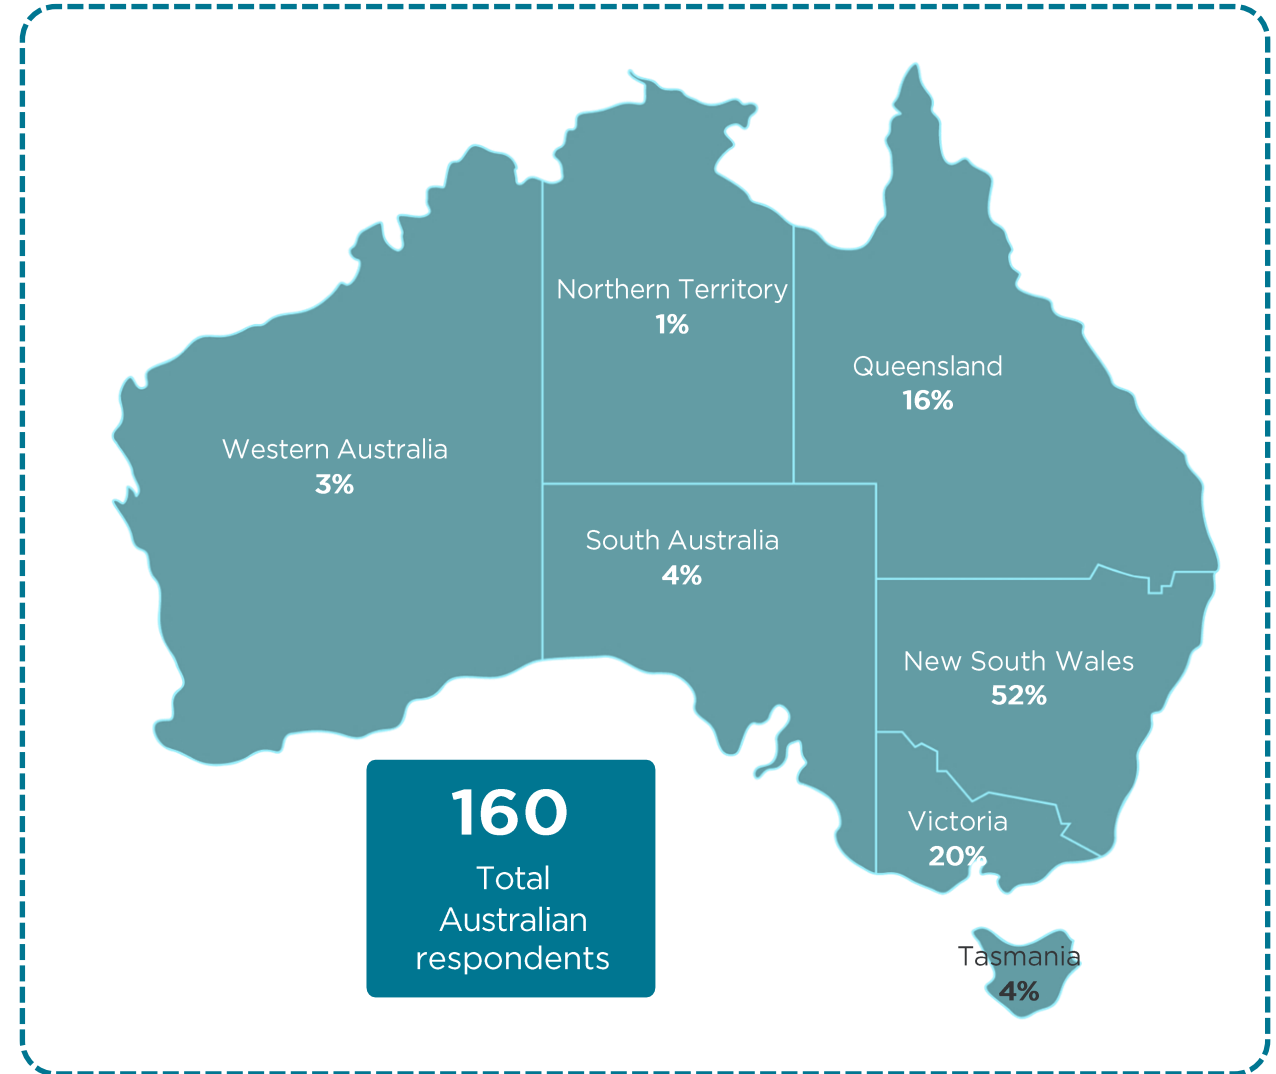 Northern Territory
1%
Queensland
16%
Western Australia
3%
South Australia
4%
New South Wales
52%
Victoria
20%
160
Total
Australian
respondents
Tasmania
4%